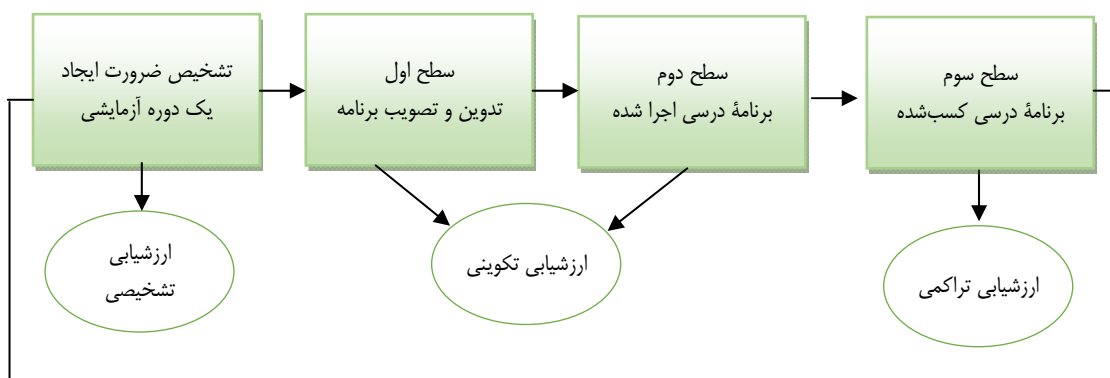 تشخیص ضرورت ایجاد
یک دوره آزمایشی
سطح اول
تدوین و تصویب برنامه
سطح دوم
برنامهٔ درسی اجرا شده
سطح سوم
برنامهٔ درسی کسب‌شده
ارزشیابی
تشخیصی
ارزشیابی تکوینی
ارزشیابی تراکمی